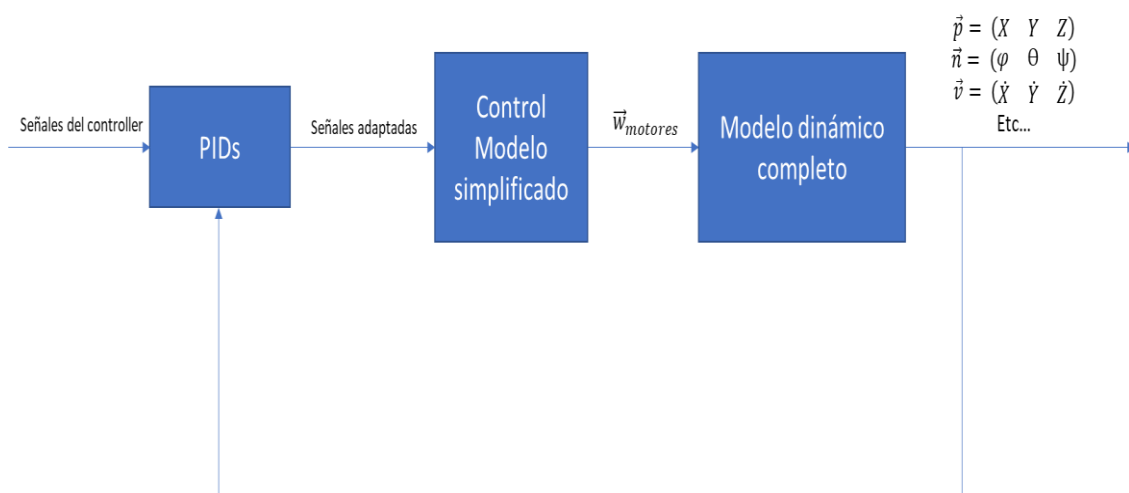 Señales del controller
PIDs
Señales adaptadas
Control
Modelo
simplificado
w⃗motores
Modelo dinámico
completo
p⃗ = (X Y Z)
n⃗ = (φ θ ψ)
v⃗ = (Ẋ Ẏ Ż)
Etc...